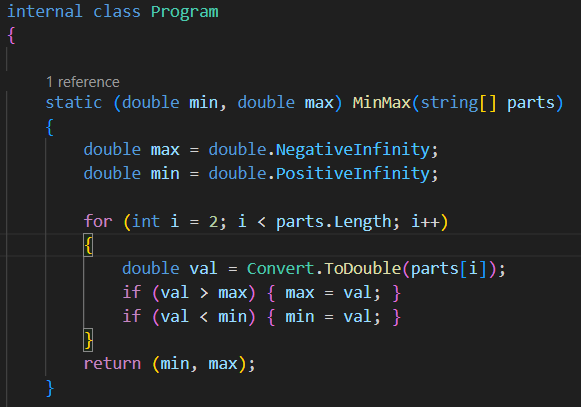 internal class Program
{
1 reference
static (double min, double max) MinMax(string[] parts)
{
double max = double.NegativeInfinity;
double min = double.PositiveInfinity;
for (int i = 2; i < parts.Length; i++)
{
double val = Convert.ToDouble(parts[i]);
if (val > max) { max = val; }
if (val < min) { min = val; }
}
return (min, max);
}